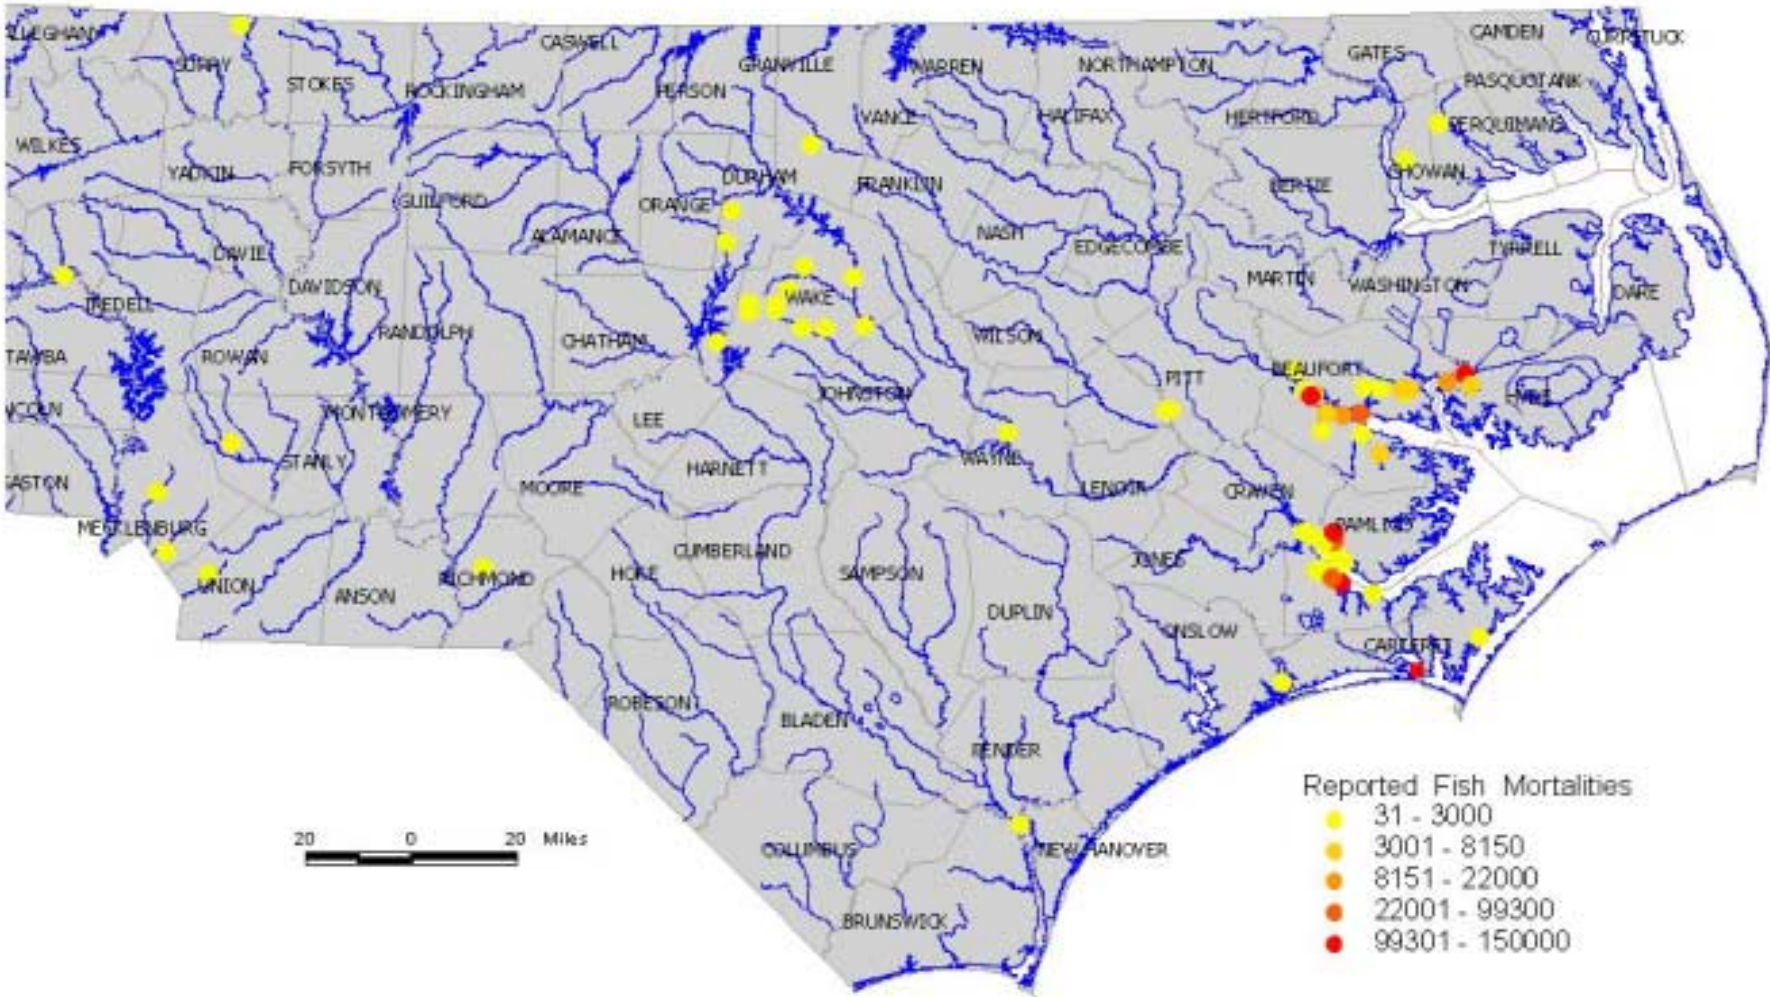 CAMDEN
CURRITUCK
LLEGHANY
CASWELL
GATES
SURRY
GRANVILLE
WARREN
NORTHAMPTON
STOKES
PASQUOTANK
ROCKINGHAM
PERSON
VANCE
HALIFAX
HERTFORD
PERQUIMANS
WILKES
YADKIN
FORSYTH
DURHAM
FRANKLIN
BERTIE
CHOWAN
GUILFORD
ORANGE
ALAMANCE
NASH
EDGECOMBE
TYRRELL
DAVIE
MARTIN
WASHINGTON
DAVIDSON
WAKE
DARE
IREDELL
RANDOLPH
CHATHAM
WILSON
TAWBA
ROWAN
PITT
BEAUFORT
JOHNSTON
HYDE
NCOLN
MONTGOMERY
LEE
STANLY
HARNETT
WAYNE
GASTON
MOORE
LENOIR
CRAVEN
MECKLENBURG
PAMLICO
CUMBERLAND
JONES
UNION
RICHMOND
HOKE
SAMPSON
ANSON
DUPLIN
ONSLOW
CARTERET
ROBESON
BLADEN
PENDER
COLUMBUS
NEW HANOVER
BRUNSWICK
20 0 20 Miles
Reported Fish Mortalities
31 - 3000
3001 - 8150
8151 - 22000
22001 - 99300
99301 - 150000